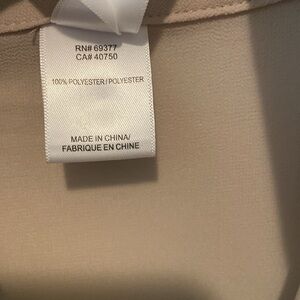 RN# 69377
CA# 40750
100% POLYESTER/POLYESTER
MADE IN CHINA/
FABRIQUE EN CHINE